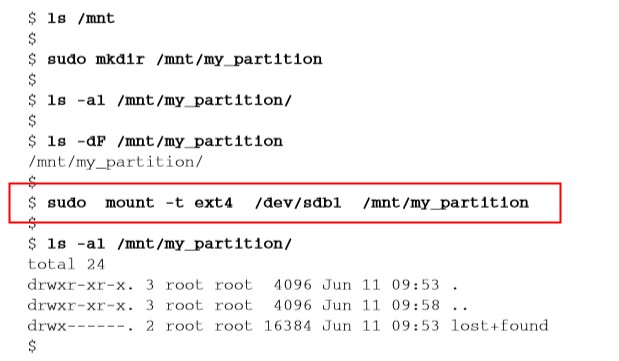 $ ls /mnt
$
$ sudo mkdir /mnt/my_partition
$
$ ls -al /mnt/my_partition/
$
$ ls -dF /mnt/my_partition
/mnt/my_partition/
$
$ sudo  mount -t ext4  /dev/sdb1  /mnt/my_partition
$
$ ls -al /mnt/my_partition/
total 24
drwxr-xr-x. 3 root root  4096 Jun 11 09:53 .
drwxr-xr-x. 3 root root  4096 Jun 11 09:58 ..
drwx------. 2 root root 16384 Jun 11 09:53 lost+found
$